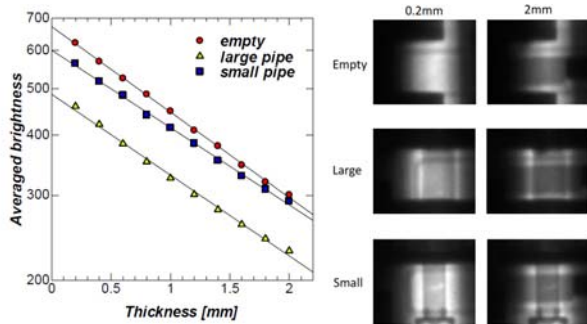 700
600
500
400
300
200
0
0.5
1.0
1.5
2
Averaged brightness
Thickness [mm]
empty
large pipe
small pipe
0.2mm
2mm
Empty
Large
Small